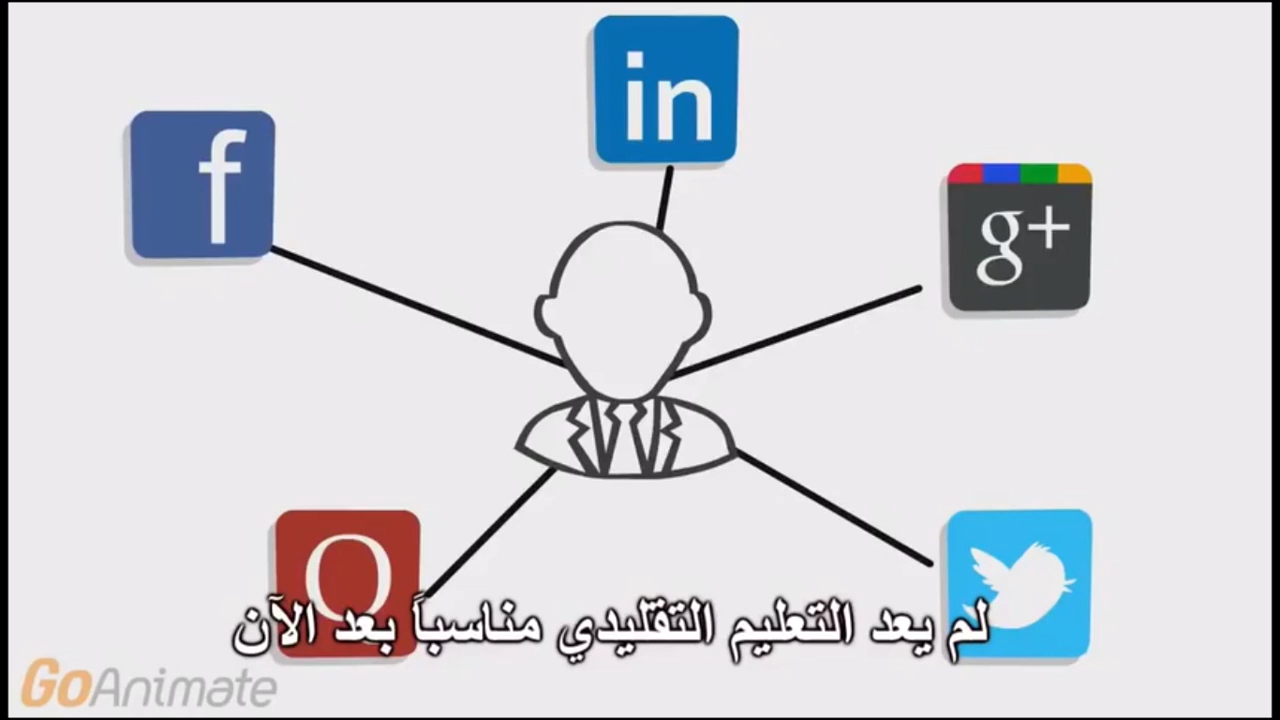 in
f
g+
Q
لم يعد التعليم التقليدي مناسباً بعد الآن
GoAnimate